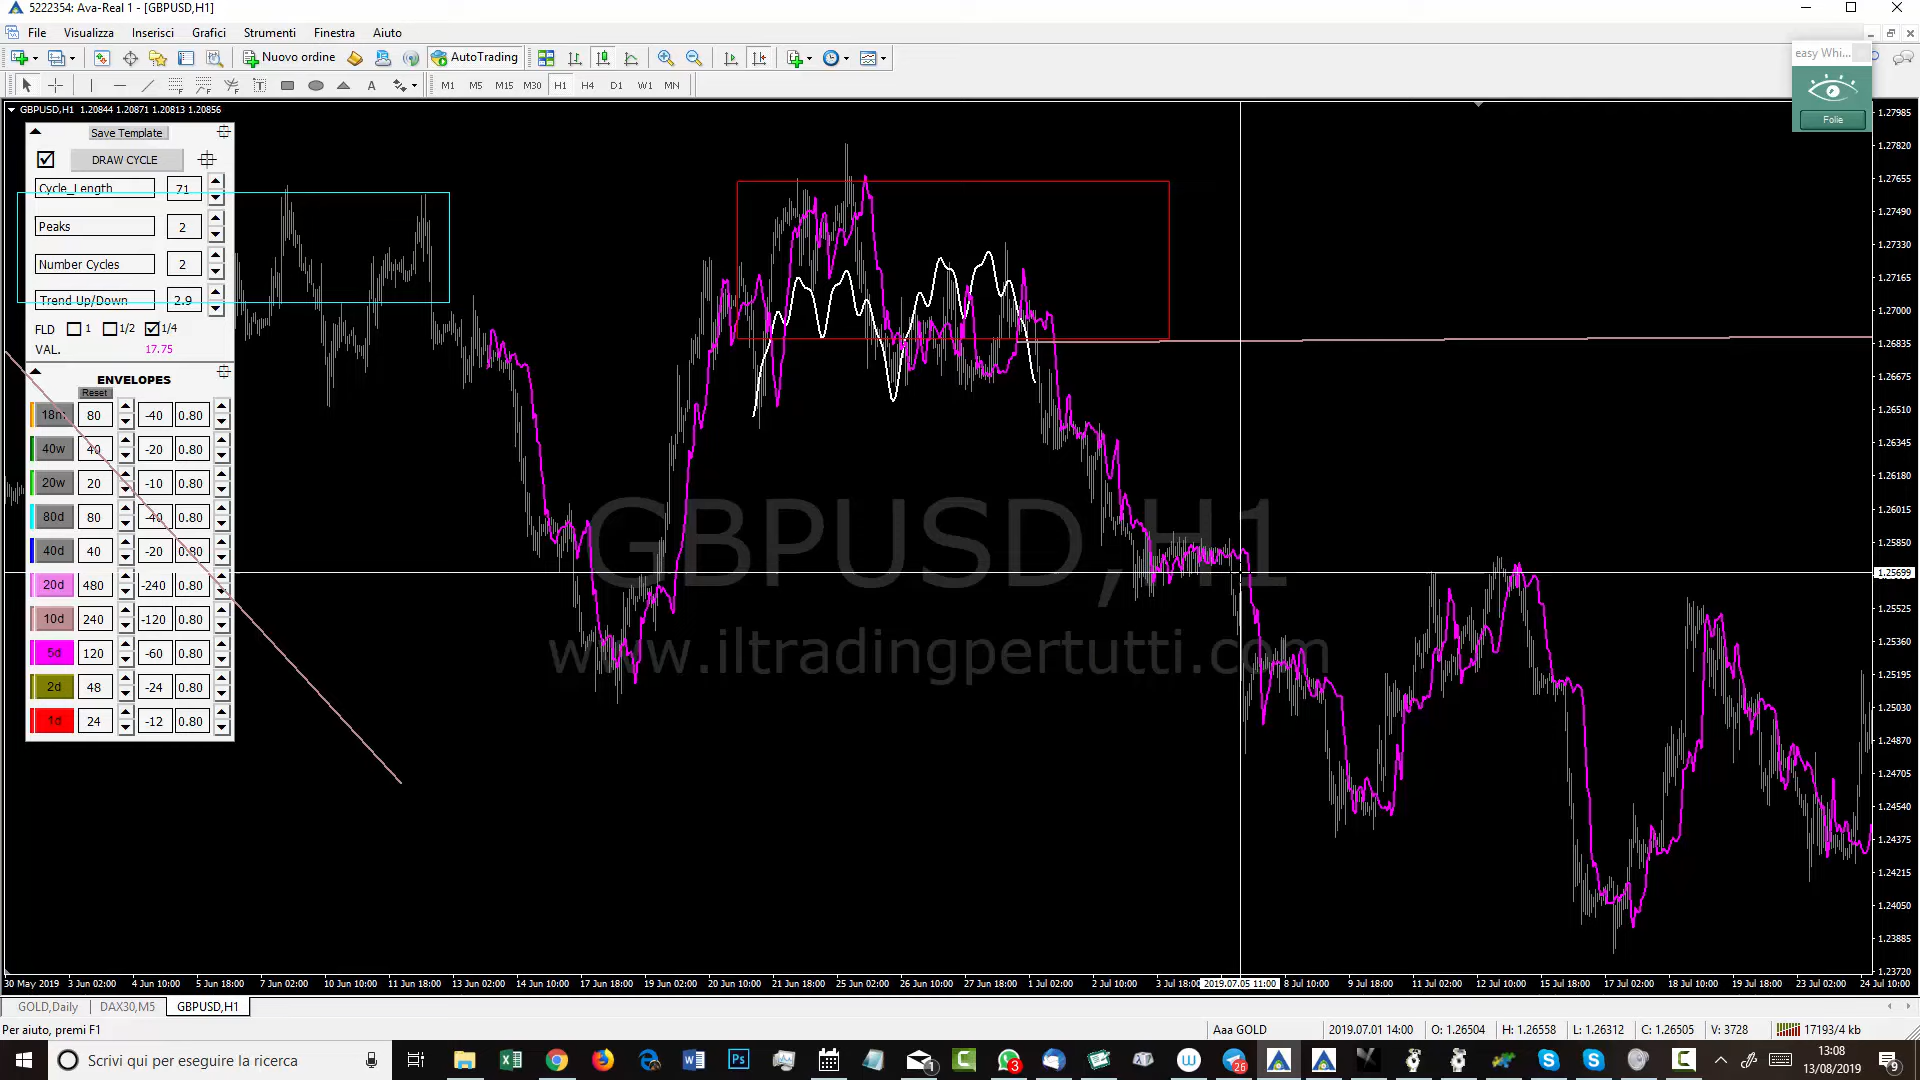 5222354: Ava-Real 1 - [GBPUSD,H1]
File Visualizza Inserisci Grafici Strumenti Finestra Aiuto
Nuovo ordine AutoTrading
easy Whi...
Folie
A M1 M5 M15 M30 H1 H4 D1 W1 MN
GBPUSD,H1 1.20844 1.20871 1.20813 1.20856
Save Template
DRAW CYCLE
Cycle_Length 71
Peaks 2
Number Cycles 2
Trend Up/Down 2.9
FLD 1 1/2 1/4
VAL. 17.75
ENVELOPES
Reset
18m 80 -40 0.80
40w 40 -20 0.80
20w 20 -10 0.80
80d 80 -40 0.80
40d 40 -20 0.80
20d 480 -240 0.80
10d 240 -120 0.80
5d 120 -60 0.80
2d 48 -24 0.80
1d 24 -12 0.80
GBPUSD,H1
www.iltradingpertutti.com
1.27985
1.27820
1.27655
1.27490
1.27330
1.27165
1.27000
1.26835
1.26675
1.26510
1.26345
1.26180
1.26015
1.25850
1.25699
1.25525
1.25360
1.25195
1.25030
1.24870
1.24705
1.24540
1.24375
1.24215
1.24050
1.23885
1.23720
30 May 2019 3 Jun 02:00 4 Jun 10:00 5 Jun 18:00 7 Jun 02:00 10 Jun 10:00 11 Jun 18:00 13 Jun 02:00 14 Jun 10:00 17 Jun 18:00 19 Jun 02:00 20 Jun 10:00 21 Jun 18:00 25 Jun 02:00 26 Jun 10:00 27 Jun 18:00 1 Jul 02:00 2 Jul 10:00 3 Jul 18:00 2019.07.05 11:00 8 Jul 10:00 9 Jul 18:00 11 Jul 02:00 12 Jul 10:00 15 Jul 18:00 17 Jul 02:00 18 Jul 10:00 19 Jul 18:00 23 Jul 02:00 24 Jul 10:00
GOLD,Daily DAX30,M5 GBPUSD,H1
Per aiuto, premi F1 Aaa GOLD 2019.07.01 14:00 O: 1.26504 H: 1.26558 L: 1.26312 C: 1.26505 V: 3728 17193/4 kb
Scrivi qui per eseguire la ricerca
Ps
1
3
26
13:08
13/08/2019
9